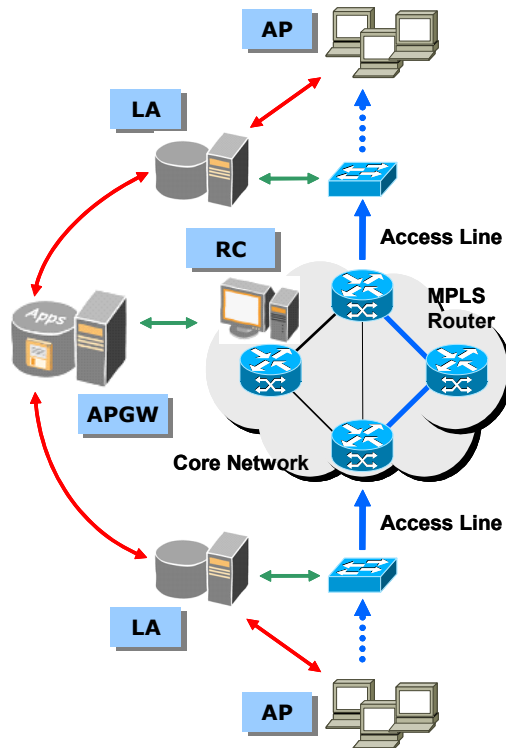 AP
LA
Access Line
RC
MPLS
Router
Apps
APGW
Core Network
Access Line
LA
AP